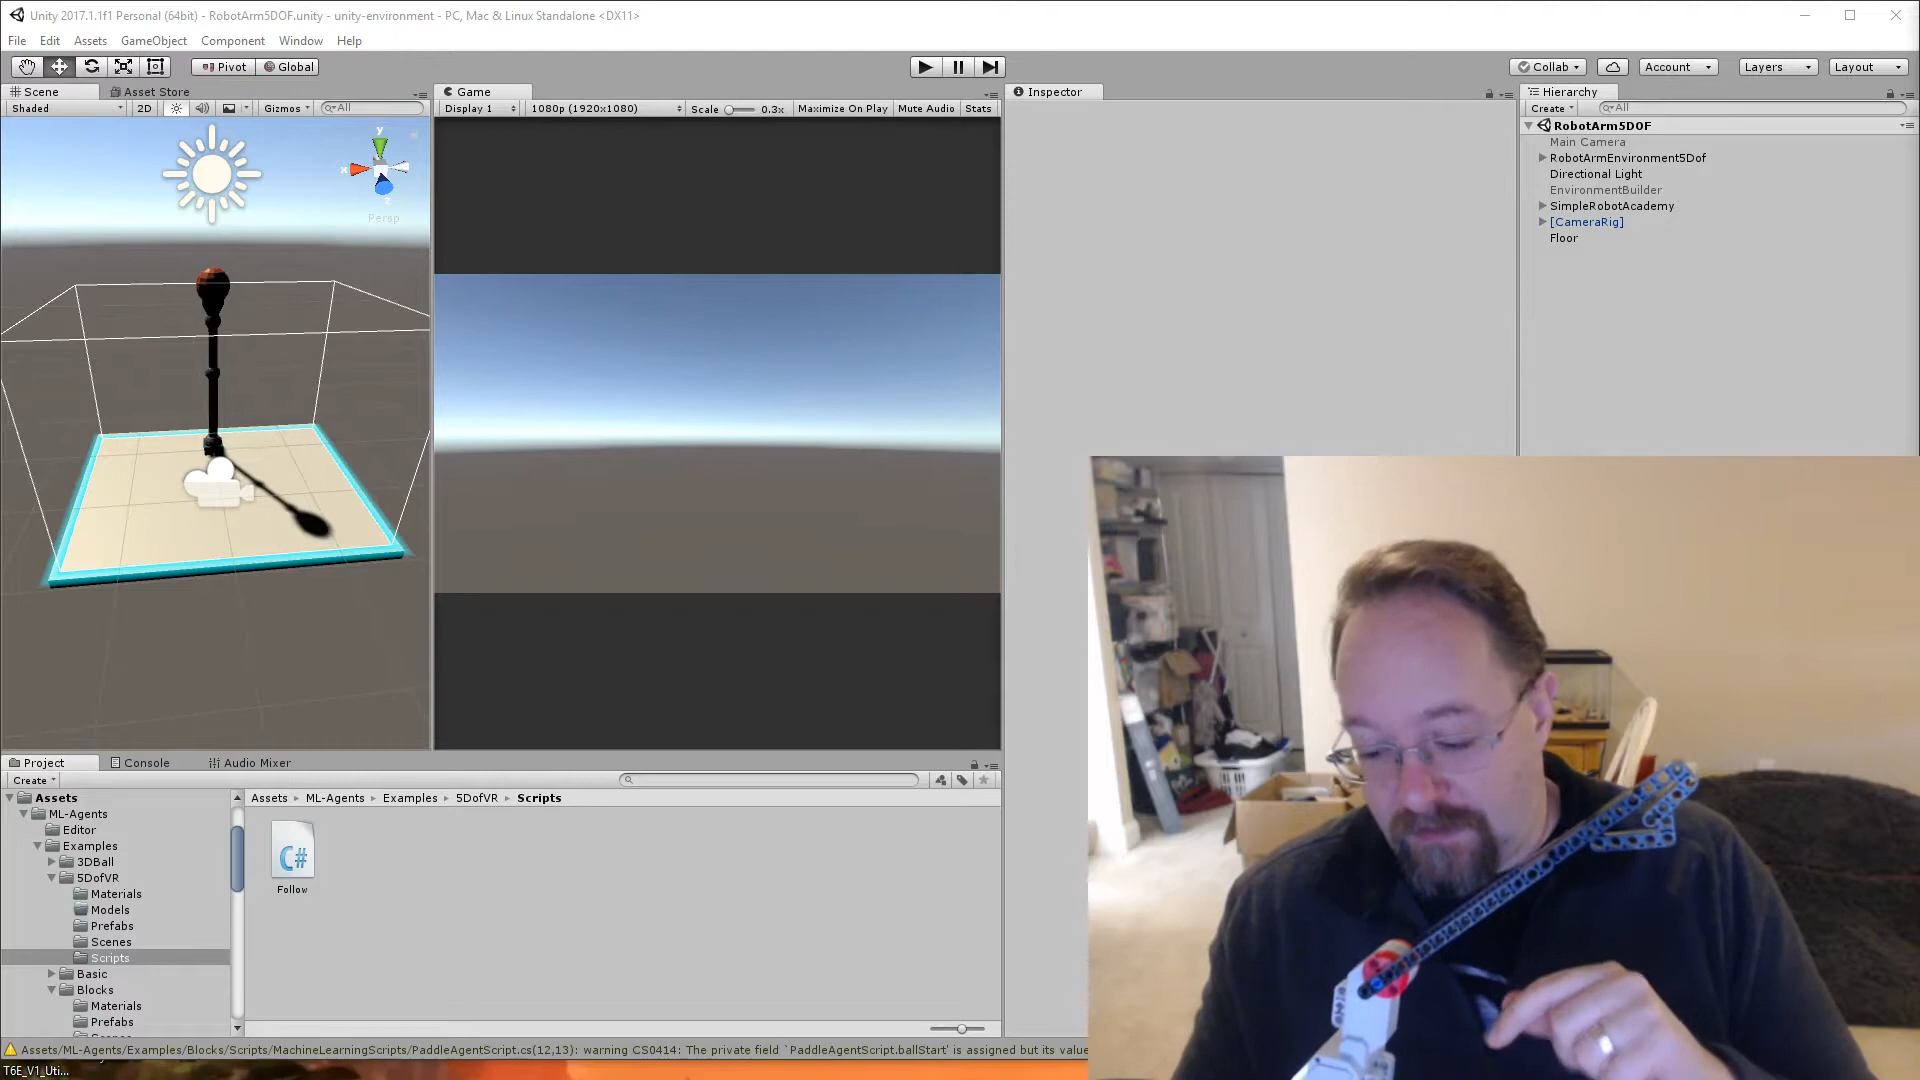 Unity 2017.1.1f1 Personal (64bit) - RobotArm5DOF.unity - unity-environment - PC, Mac & Linux Standalone <DX11>
File Edit Assets GameObject Component Window Help
Pivot Global Collab Account Layers Layout
Scene Asset Store Game Inspector Hierarchy
Shaded 2D Gizmos All Display 1 1080p (1920x1080) Scale 0.3x Maximize On Play Mute Audio Stats Create All
RobotArm5DOF
Main Camera
RobotArmEnvironment5Dof
Directional Light
EnvironmentBuilder
SimpleRobotAcademy
[CameraRig]
Floor
y
x
z
Persp
Project Console Audio Mixer
Create
Assets
ML-Agents
Editor
Examples
3DBall
5DofVR
Materials
Models
Prefabs
Scenes
Scripts
Basic
Blocks
Materials
Prefabs
Assets ML-Agents Examples 5DofVR Scripts
C#
Follow
Assets/ML-Agents/Examples/Blocks/Scripts/MachineLearningScripts/PaddleAgentScript.cs(12,13): warning CS0414: The private field `PaddleAgentScript.ballStart' is assigned but its value
T6E_V1_Uti...